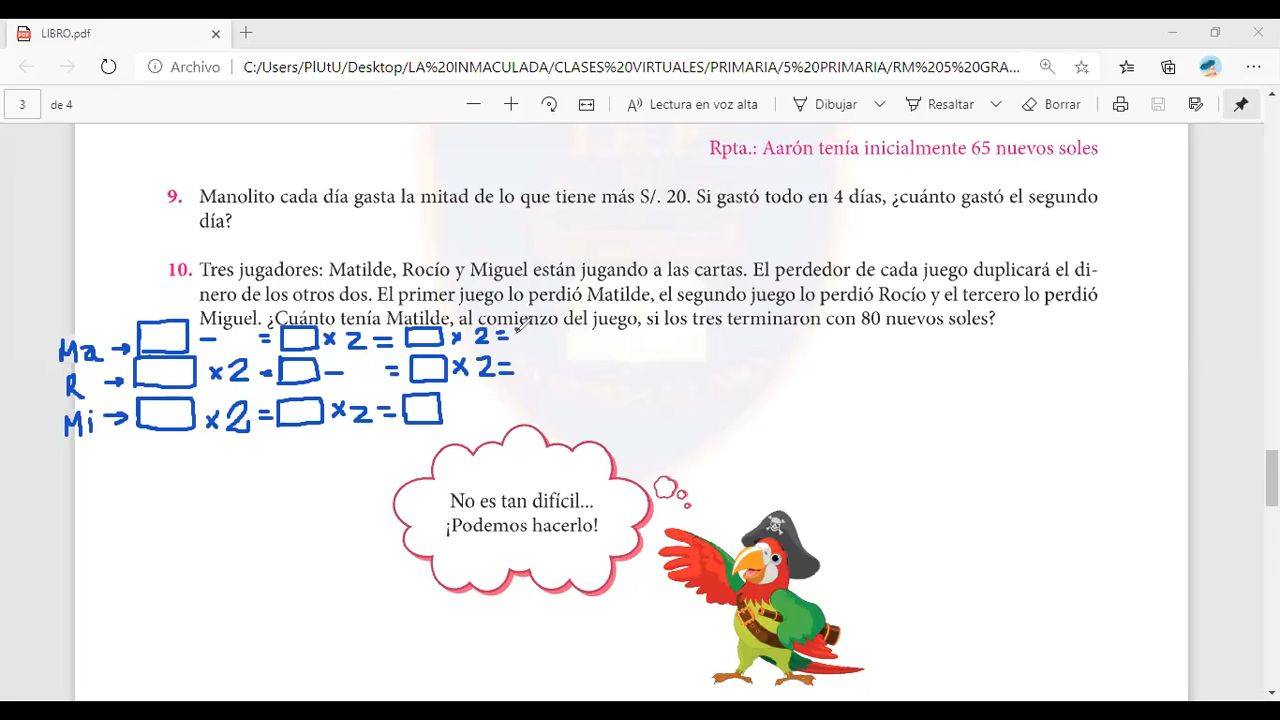 LIBRO.pdf
Archivo C:/Users/PlUtU/Desktop/LA%20INMACULADA/CLASES%20VIRTUALES/PRIMARIA/5%20PRIMARIA/RM%205%20GRA...
3 de 4 Lectura en voz alta Dibujar Resaltar Borrar
Rpta.: Aarón tenía inicialmente 65 nuevos soles
9. Manolito cada día gasta la mitad de lo que tiene más S/. 20. Si gastó todo en 4 días, ¿cuánto gastó el segundo
día?
10. Tres jugadores: Matilde, Rocío y Miguel están jugando a las cartas. El perdedor de cada juego duplicará el di-
nero de los otros dos. El primer juego lo perdió Matilde, el segundo juego lo perdió Rocío y el tercero lo perdió
Miguel. ¿Cuánto tenía Matilde, al comienzo del juego, si los tres terminaron con 80 nuevos soles?
Ma → - = × 2 = × 2 =
R → × 2 = - = × 2 =
Mi → × 2 = × 2 =
No es tan difícil...
¡Podemos hacerlo!